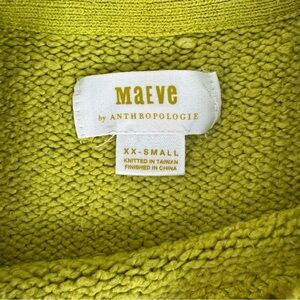 MAEVE
by ANTHROPOLOGIE
XX-SMALL
KNITTED IN TAIWAN
FINISHED IN CHINA